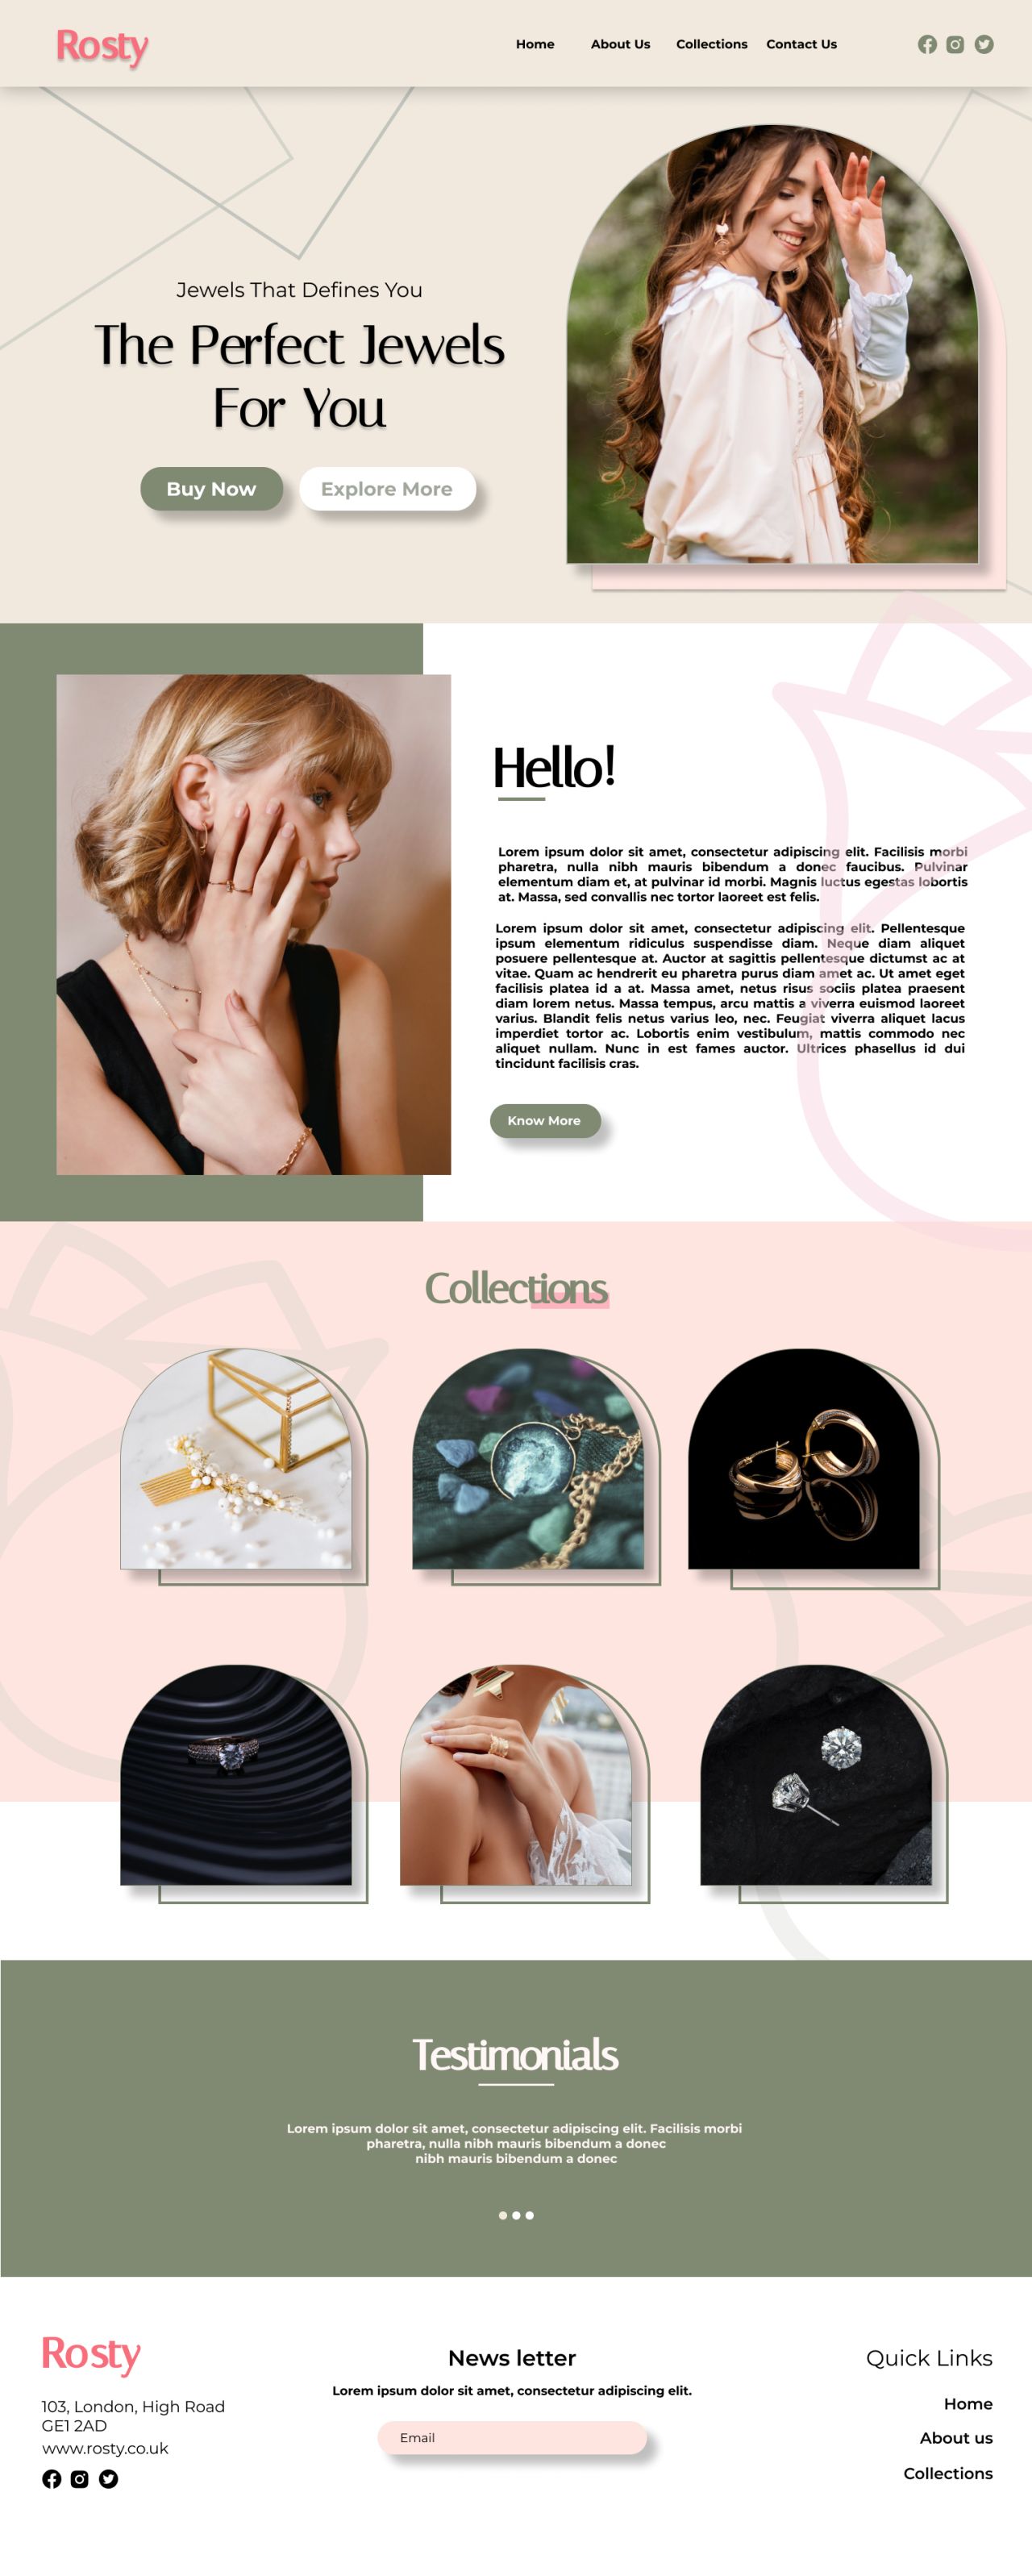 Rosty
Home
About Us
Collections
Contact Us
Jewels That Defines You
The Perfect Jewels
For You
Buy Now
Explore More
Hello!
Lorem ipsum dolor sit amet, consectetur adipiscing elit. Facilisis morbi
pharetra, nulla nibh mauris bibendum a donec faucibus. Pulvinar
elementum diam et, at pulvinar id morbi. Magnis luctus egestas lobortis
at. Massa, sed convallis nec tortor laoreet est felis.
Lorem ipsum dolor sit amet, consectetur adipiscing elit. Pellentesque
ipsum elementum ridiculus suspendisse diam. Neque diam aliquet
posuere pellentesque at. Auctor at sagittis pellentesque dictumst ac at
vitae. Quam ac hendrerit eu pharetra purus diam amet ac. Ut amet eget
facilisis platea id a at. Massa amet, netus risus sociis platea praesent
diam lorem netus. Massa tempus, arcu mattis a viverra euismod laoreet
varius. Blandit felis netus varius leo, nec. Feugiat viverra aliquet lacus
imperdiet tortor ac. Lobortis enim vestibulum, mattis commodo nec
aliquet nullam. Nunc in est fames auctor. Ultrices phasellus id dui
tincidunt facilisis cras.
Know More
Collections
Testimonials
Lorem ipsum dolor sit amet, consectetur adipiscing elit. Facilisis morbi
pharetra, nulla nibh mauris bibendum a donec
nibh mauris bibendum a donec
Rosty
103, London, High Road
GE1 2AD
www.rosty.co.uk
News letter
Lorem ipsum dolor sit amet, consectetur adipiscing elit.
Email
Quick Links
Home
About us
Collections